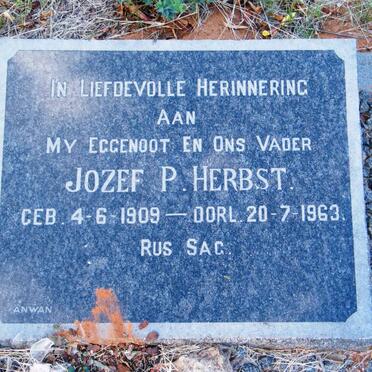 IN LIEFDEVOLLE HERINNERING
AAN
MY EGGENOOT EN ONS VADER
JOZEF P. HERBST.
GEB. 4-6-1909 — OORL. 20-7-1963.
RUS SAG.
ANWAN